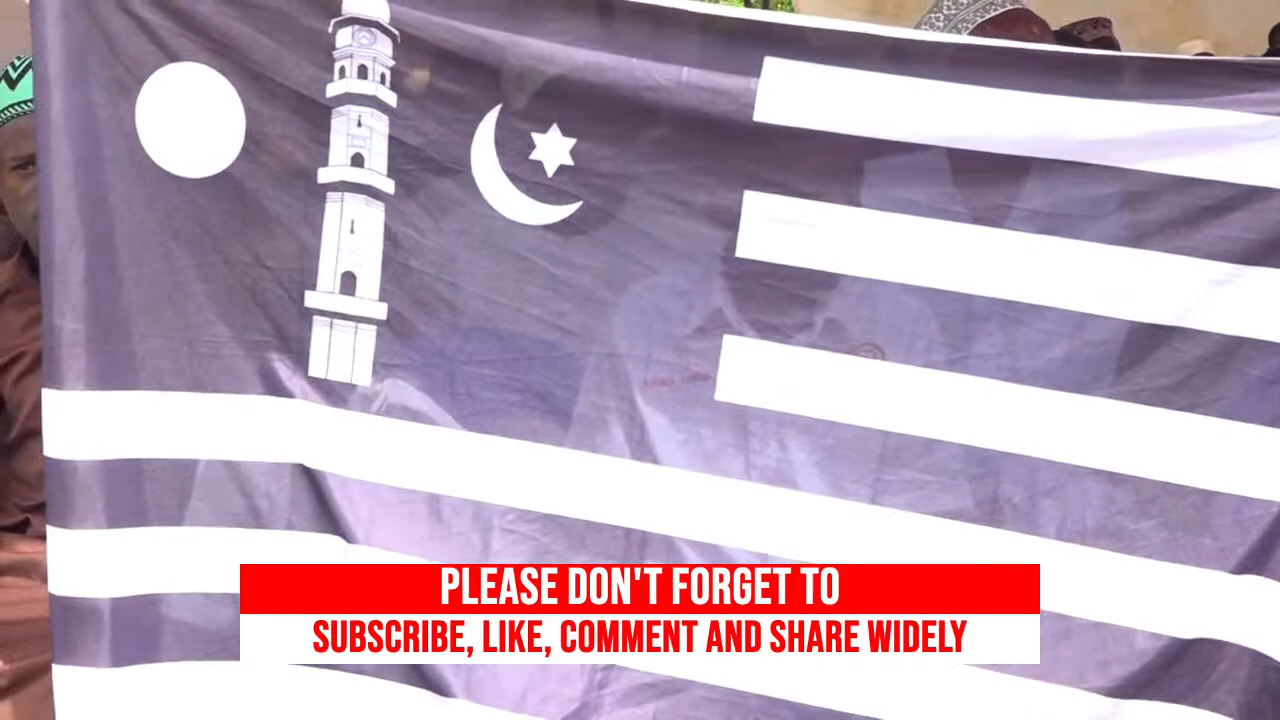 PLEASE DON'T FORGET TO
SUBSCRIBE, LIKE, COMMENT AND SHARE WIDELY